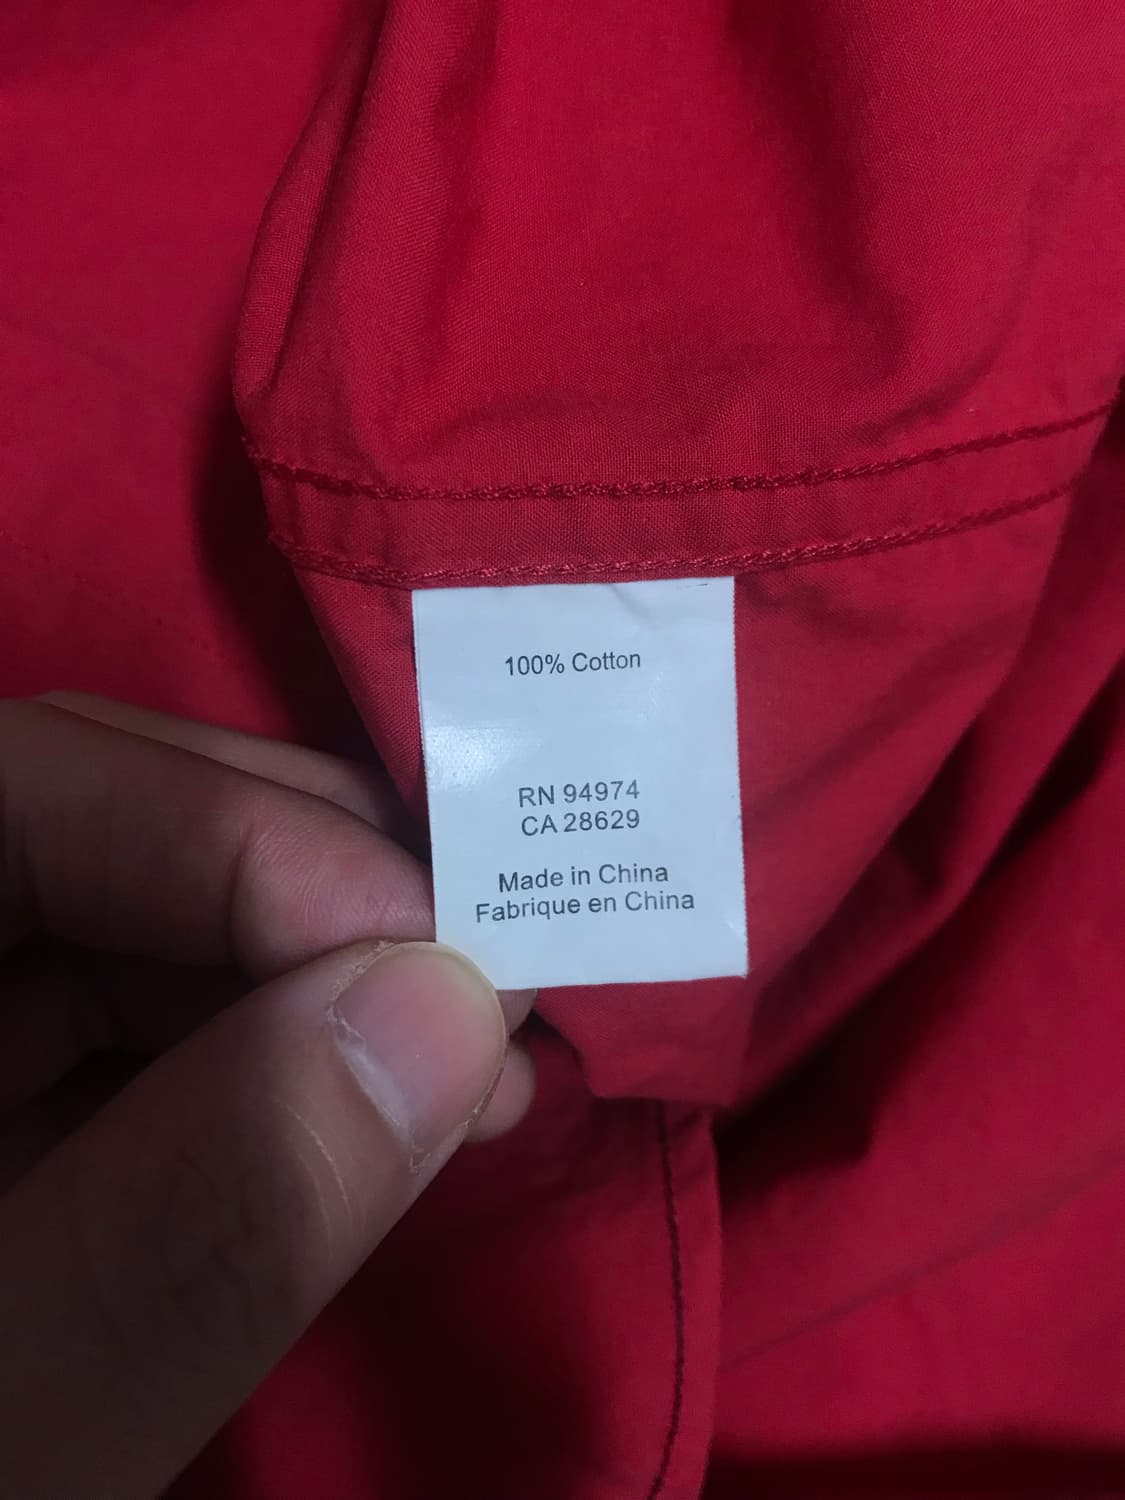 100% Cotton
RN 94974
CA 28629
Made in China
Fabrique en China